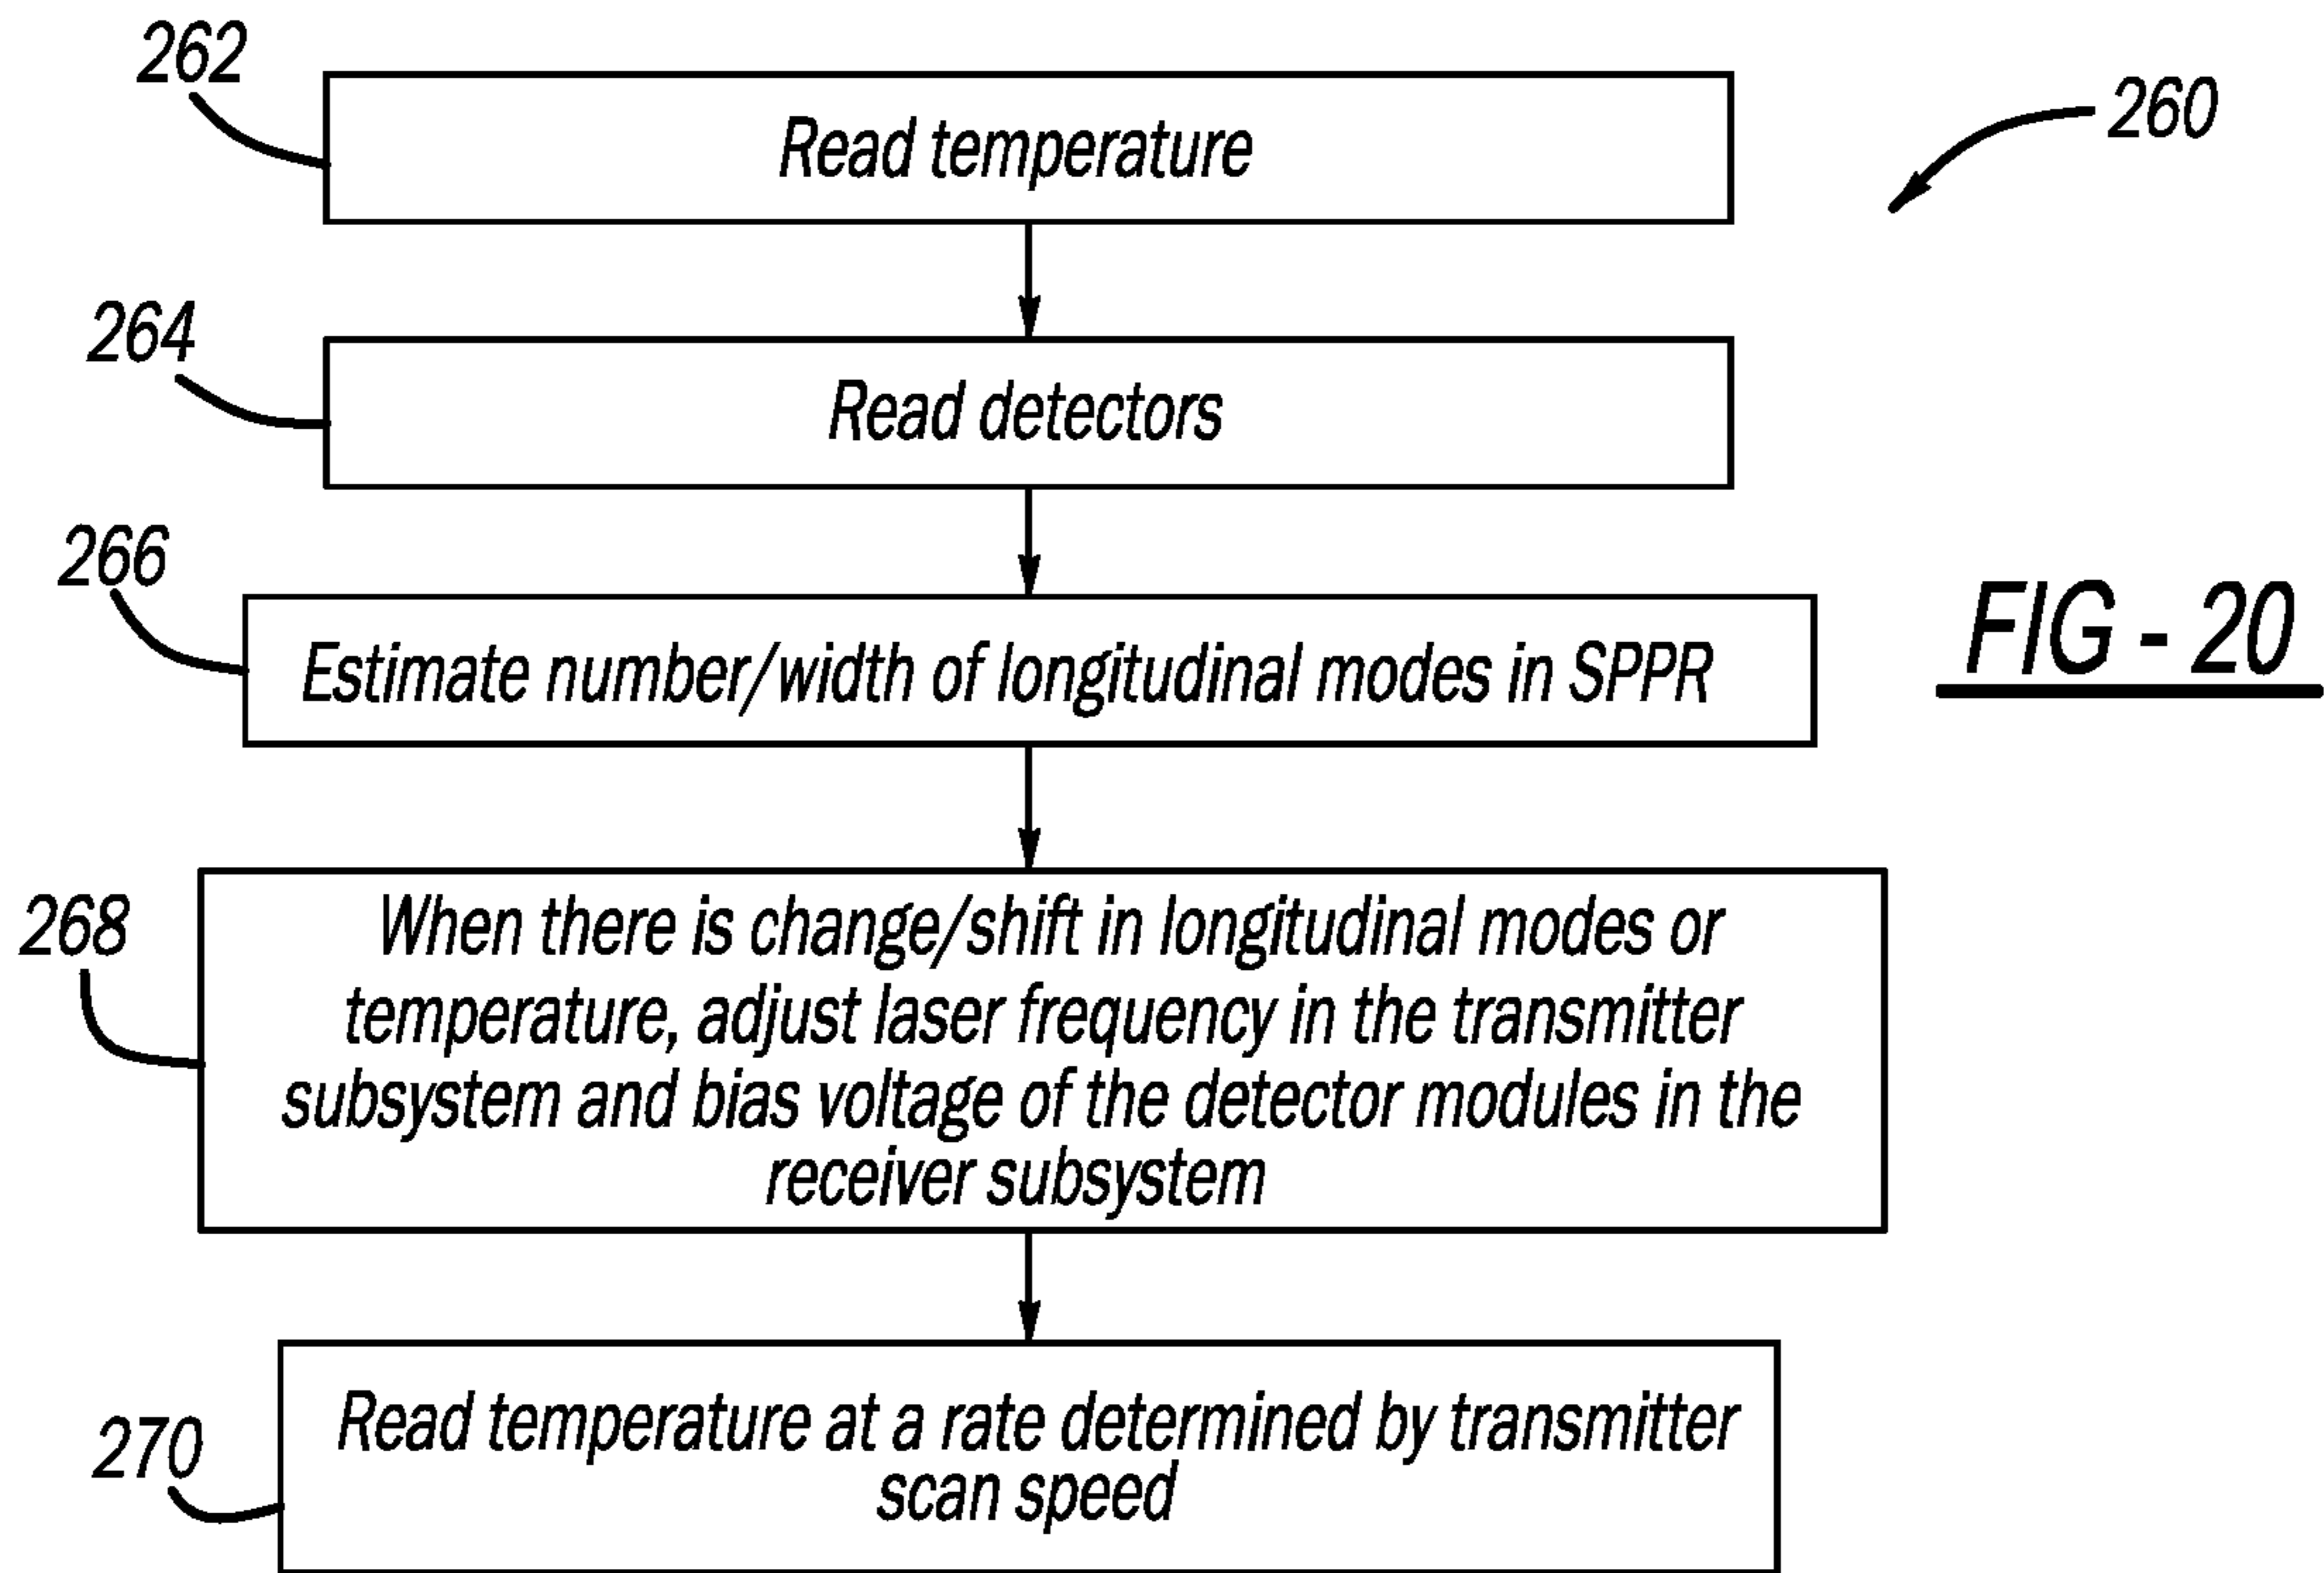 262
Read temperature
260
264
Read detectors
266
Estimate number/width of longitudinal modes in SPPR
FIG - 20
268
When there is change/shift in longitudinal modes or
temperature, adjust laser frequency in the transmitter
subsystem and bias voltage of the detector modules in the
receiver subsystem
270
Read temperature at a rate determined by transmitter
scan speed